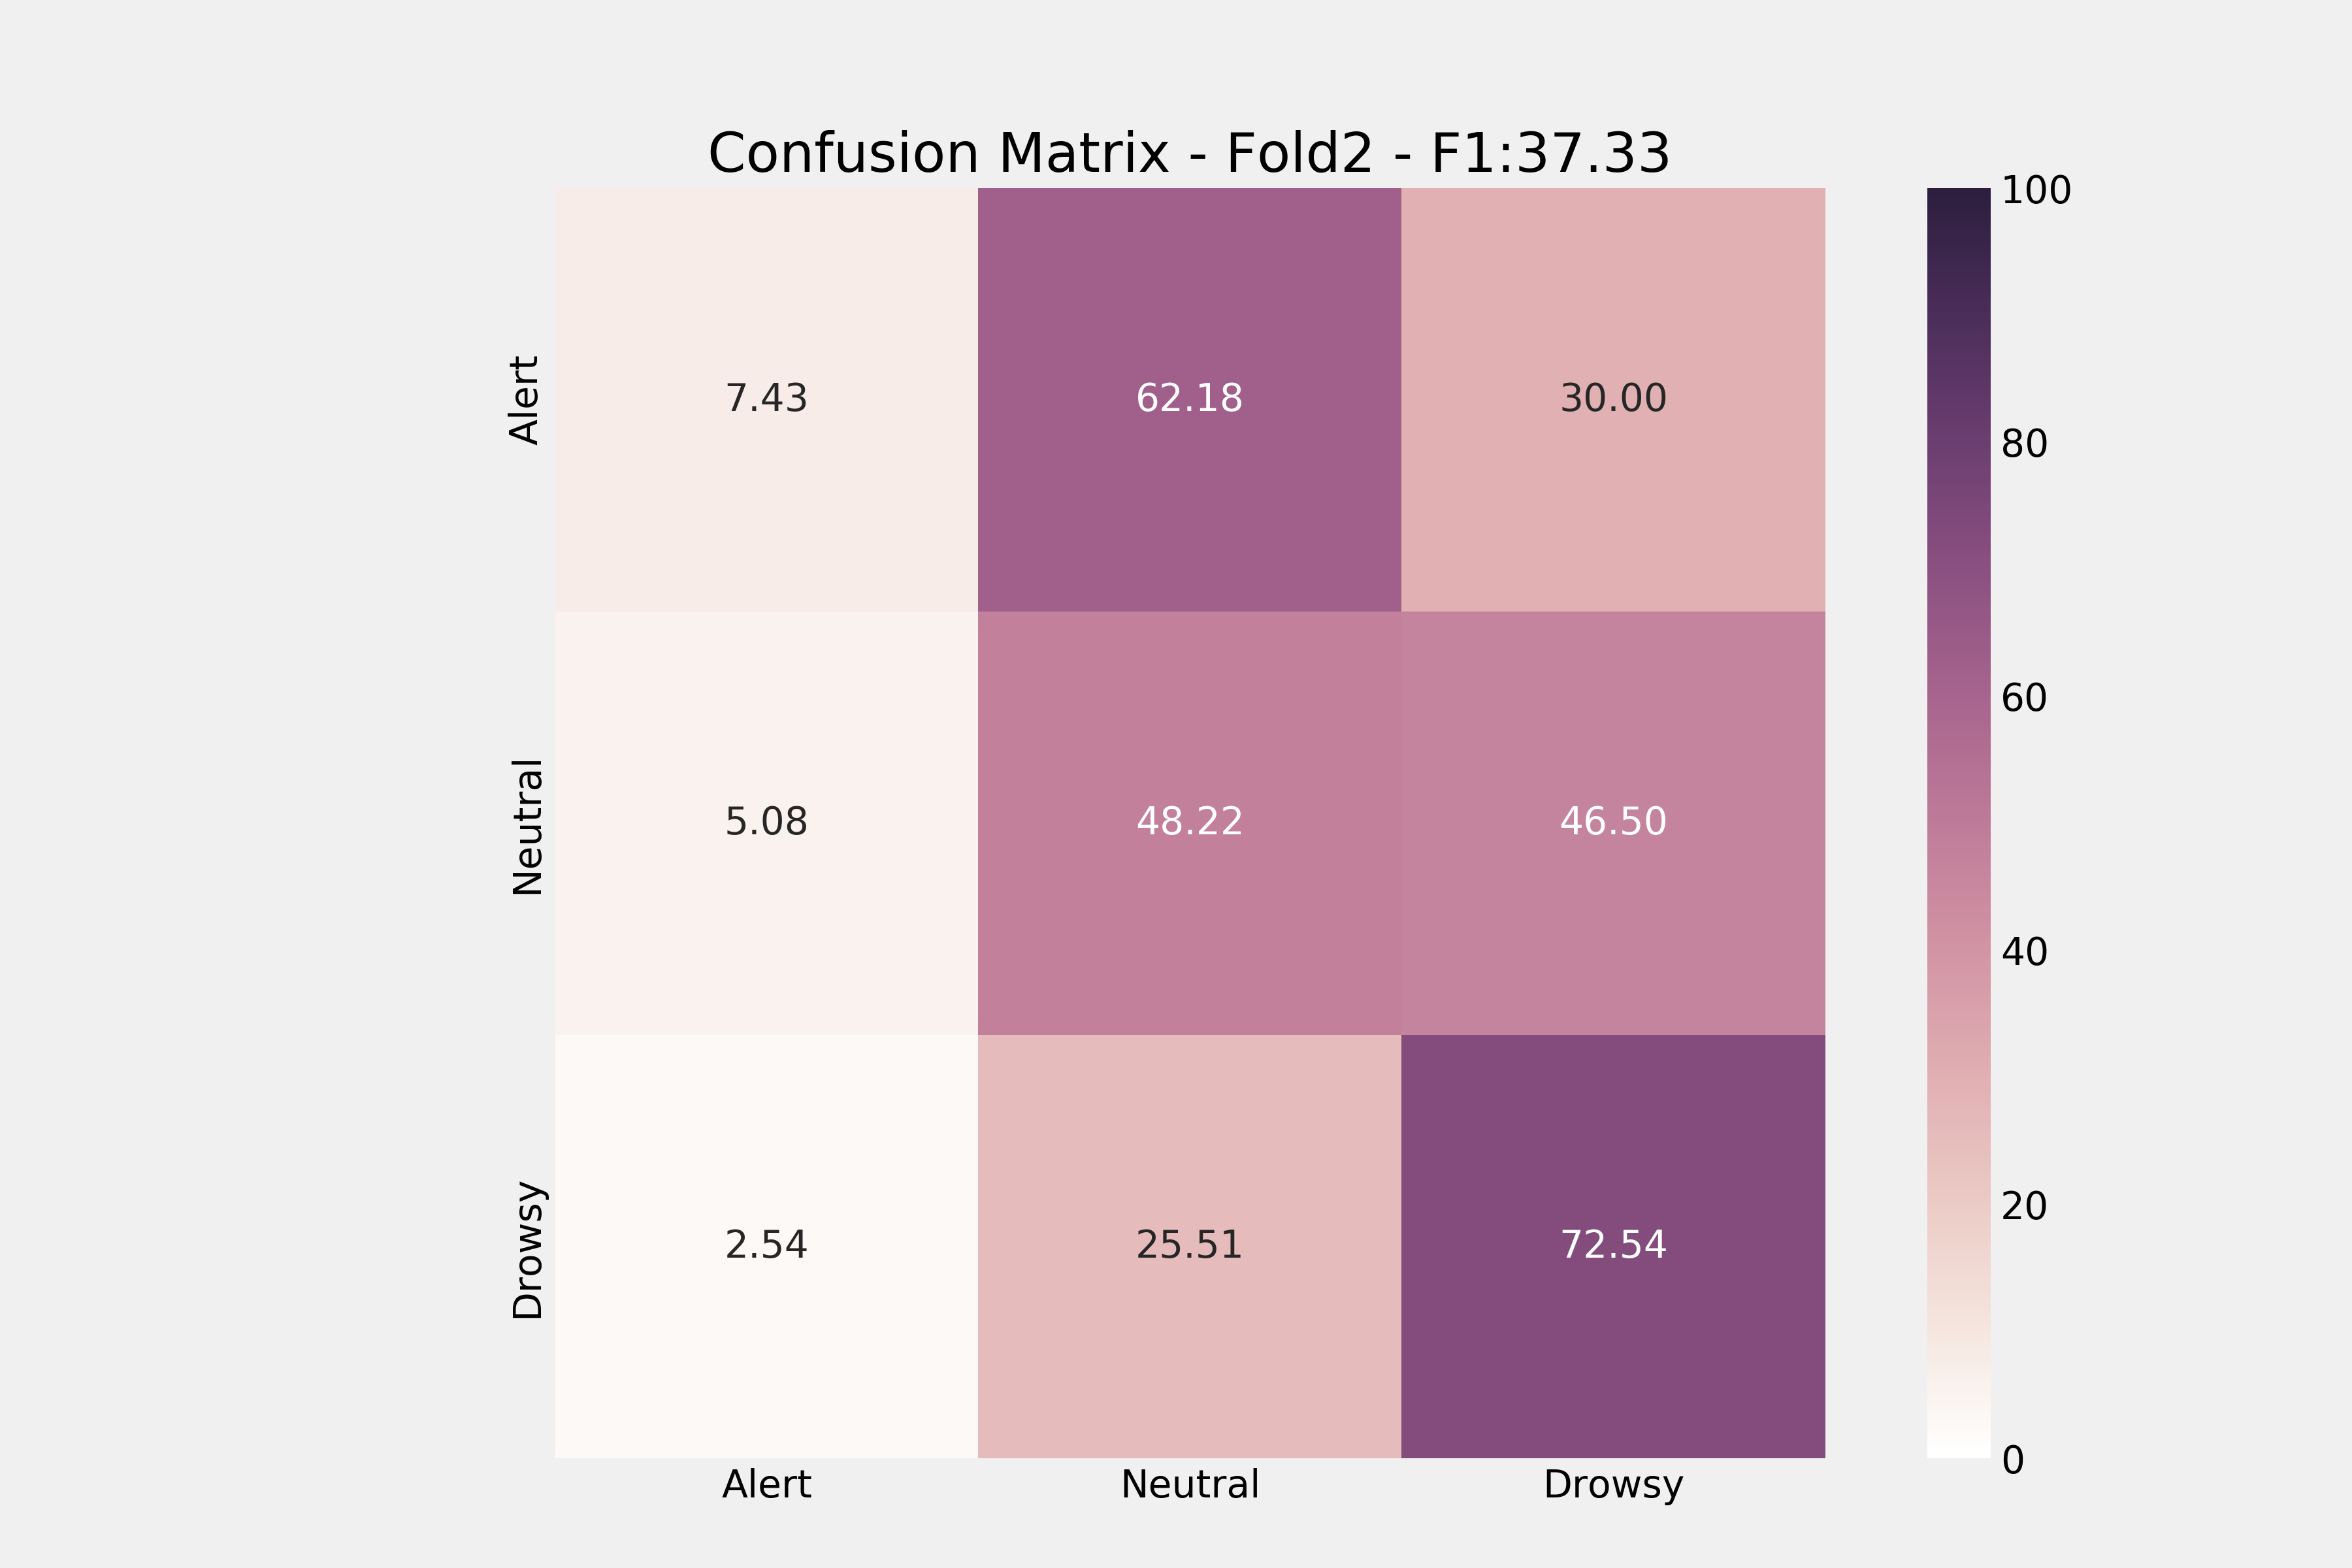 Confusion Matrix - Fold2 - F1:37.33
Alert
7.43 62.18 30.00
Neutral
5.08 48.22 46.50
Drowsy
2.54 25.51 72.54
Alert Neutral Drowsy
100
80
60
40
20
0